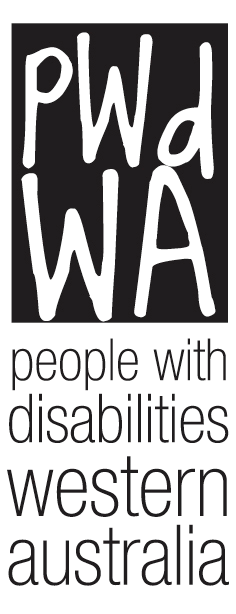 PWd
WA
people with
disabilities
western
australia